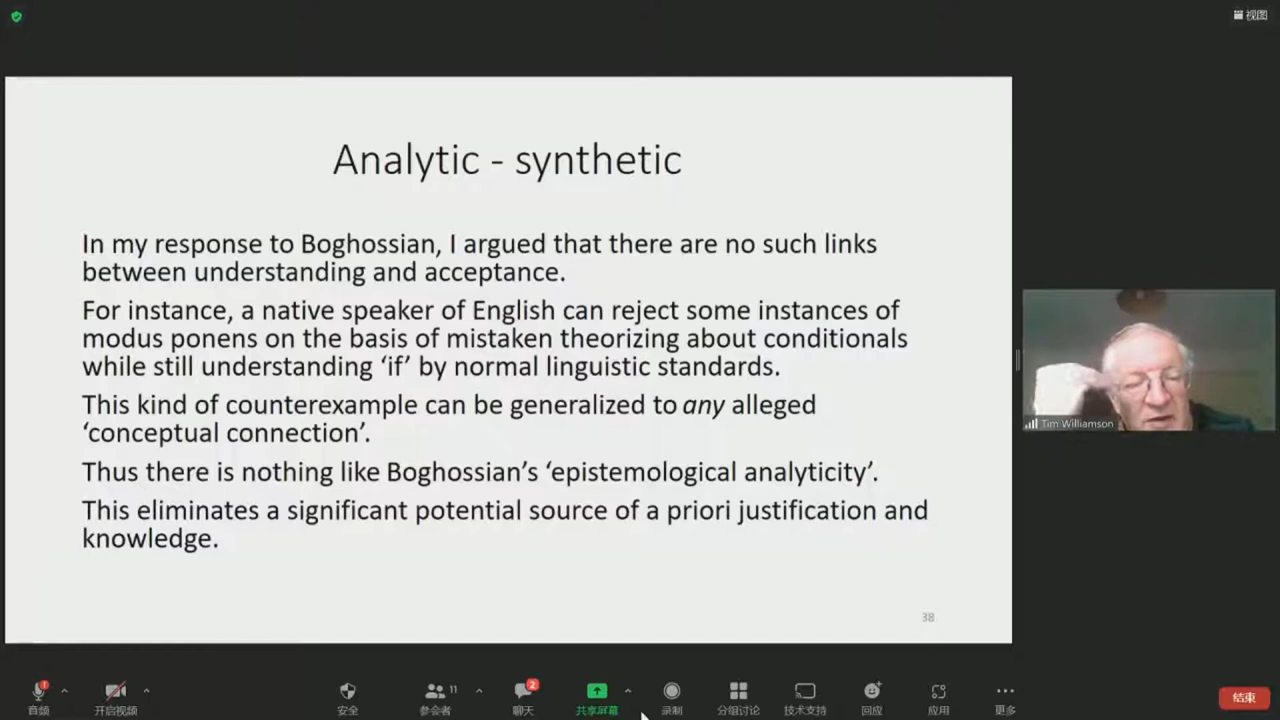 视图
Analytic - synthetic
In my response to Boghossian, I argued that there are no such links
between understanding and acceptance.
For instance, a native speaker of English can reject some instances of
modus ponens on the basis of mistaken theorizing about conditionals
while still understanding ‘if’ by normal linguistic standards.
This kind of counterexample can be generalized to any alleged
‘conceptual connection’.
Thus there is nothing like Boghossian’s ‘epistemological analyticity’.
This eliminates a significant potential source of a priori justification and
knowledge.
38
Tim Williamson
11
2
音频
开启视频
安全
参会者
聊天
共享屏幕
录制
分组讨论
技术支持
回应
应用
更多
结束